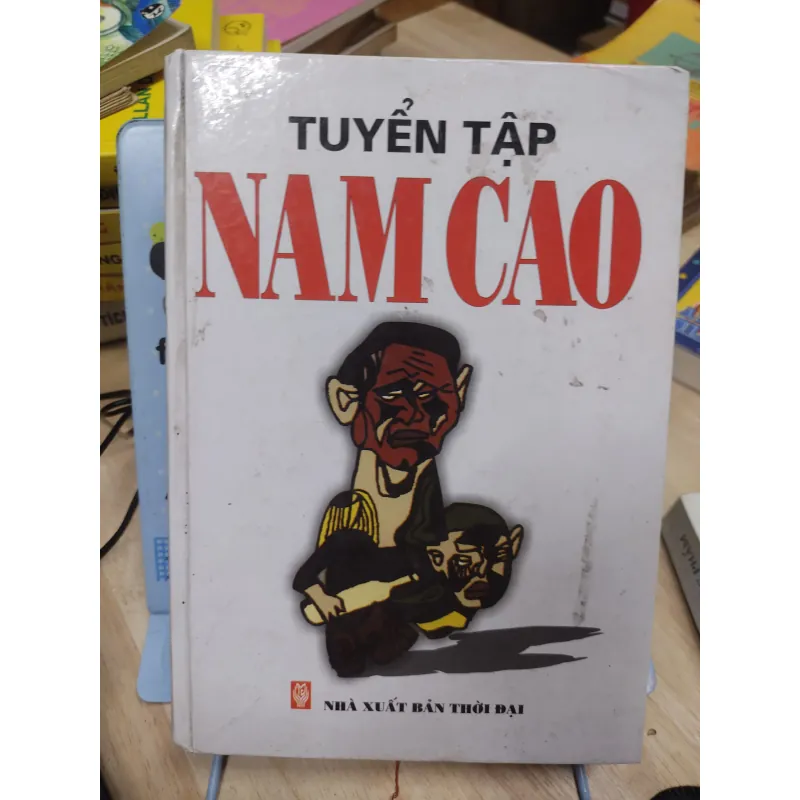 TUYỂN TẬP
NAM CAO
NHÀ XUẤT BẢN THỜI ĐẠI